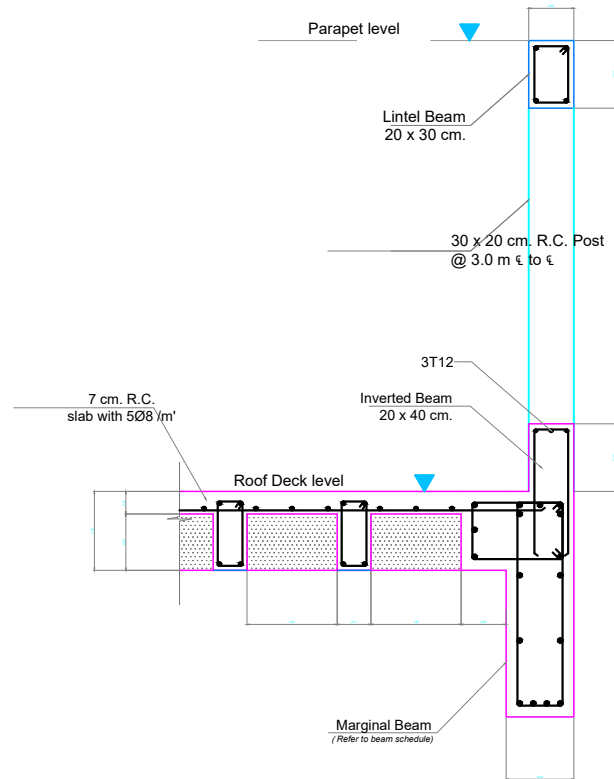 Parapet level
Lintel Beam
20 x 30 cm.
30 x 20 cm. R.C. Post
@ 3.0 m ℄ to ℄
3T12
7 cm. R.C.
slab with 5Ø8 /m'
Inverted Beam
20 x 40 cm.
Roof Deck level
Marginal Beam
( Refer to beam schedule)